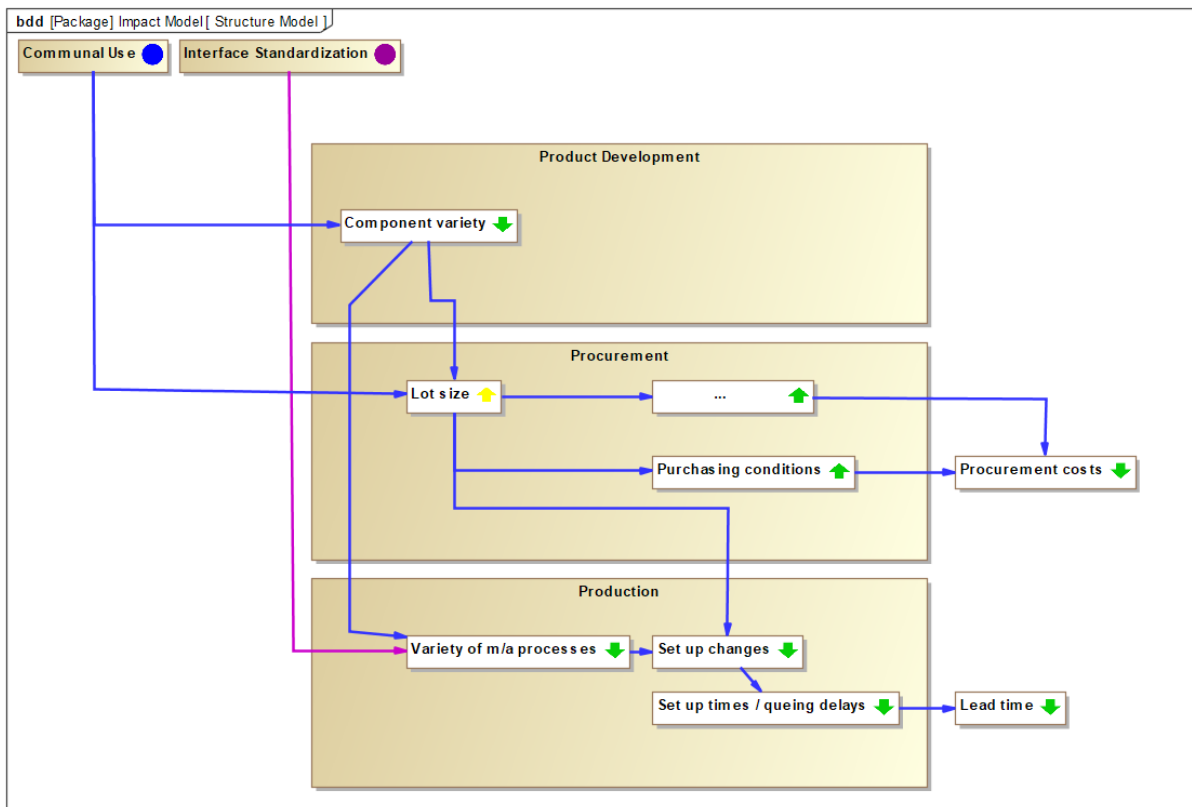 bdd [Package] Impact Model [ Structure Model ]
Communal Use
Interface Standardization
Product Development
Component variety
Procurement
Lot size
...
Purchasing conditions
Procurement costs
Production
Variety of m/a processes
Set up changes
Set up times / queing delays
Lead time